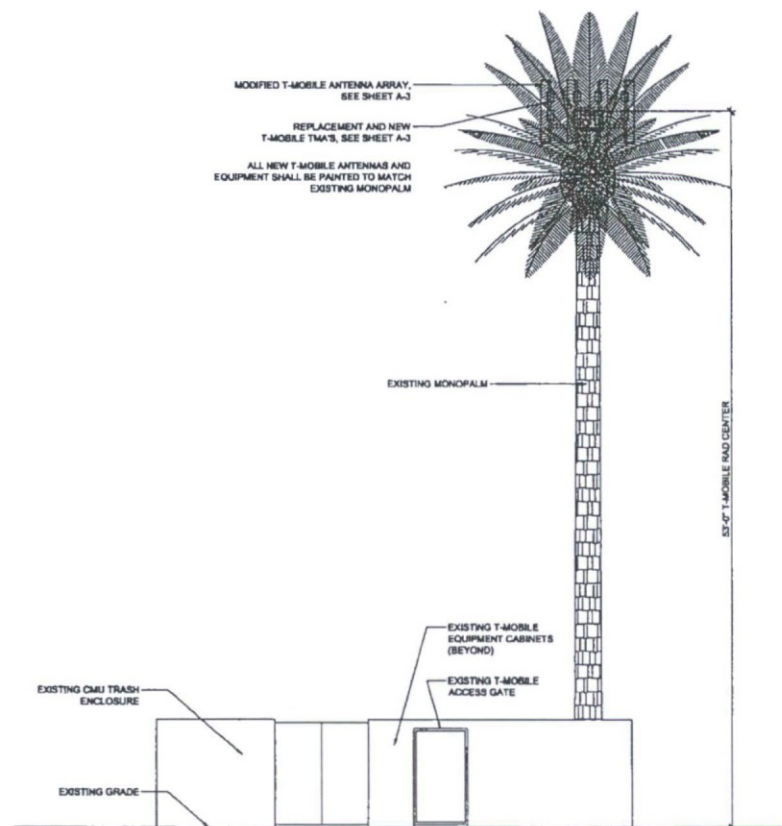 MODIFIED T-MOBILE ANTENNA ARRAY,
SEE SHEET A-3
REPLACEMENT AND NEW
T-MOBILE TMA'S, SEE SHEET A-3
ALL NEW T-MOBILE ANTENNAS AND
EQUIPMENT SHALL BE PAINTED TO MATCH
EXISTING MONOPALM
EXISTING MONOPALM
53'-0" T-MOBILE RAD CENTER
EXISTING T-MOBILE
EQUIPMENT CABINETS
(BEYOND)
EXISTING CMU TRASH
ENCLOSURE
EXISTING T-MOBILE
ACCESS GATE
EXISTING GRADE